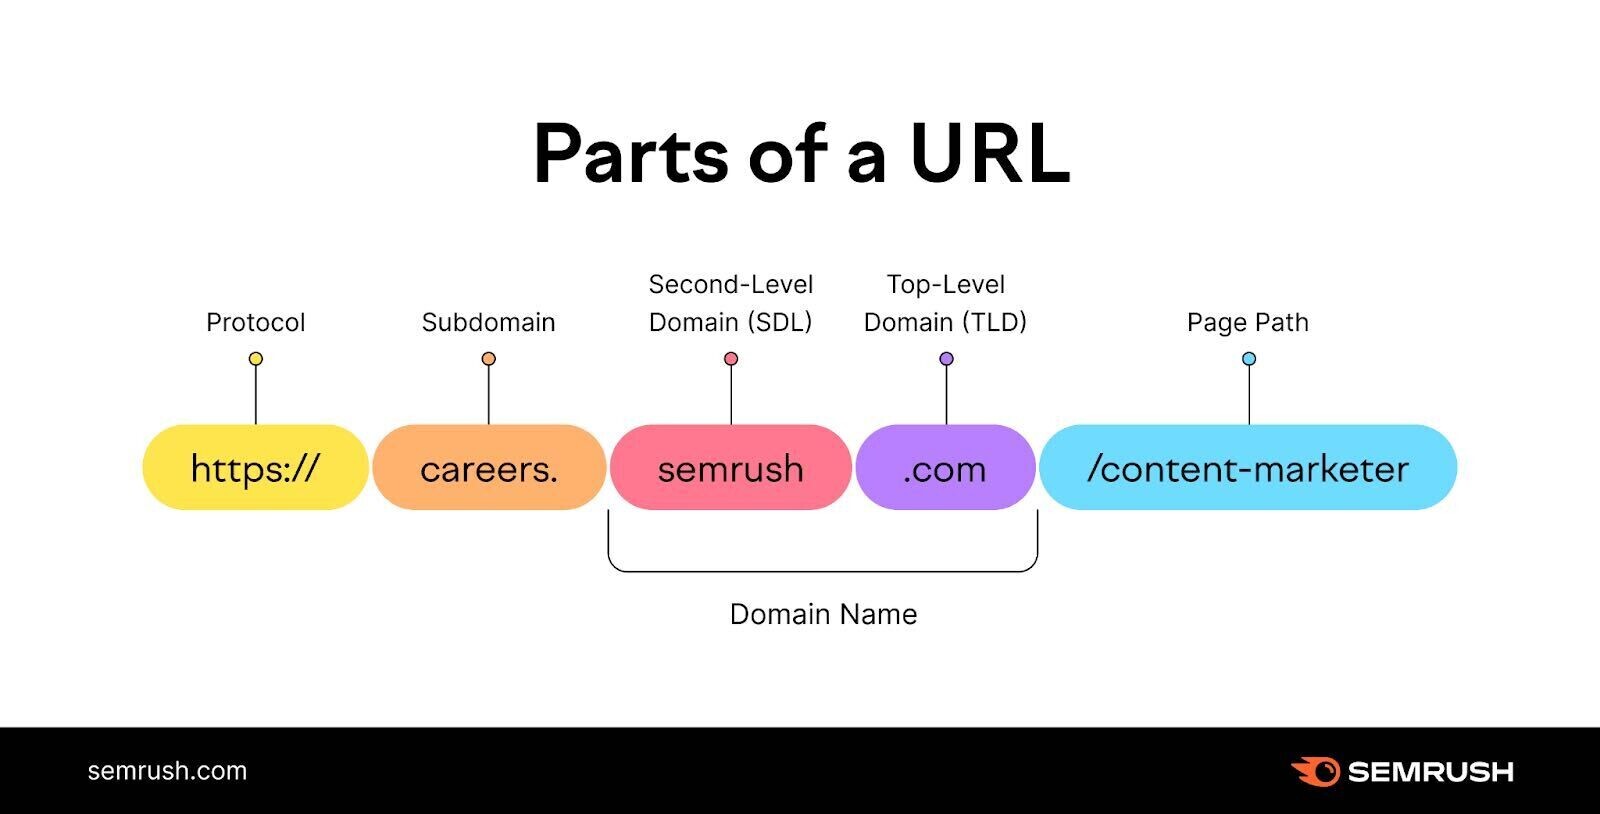 Parts of a URL
Protocol
Subdomain
Second-Level
Domain (SDL)
Top-Level
Domain (TLD)
Page Path
https://
careers.
semrush
.com
/content-marketer
Domain Name
semrush.com
SEMRUSH